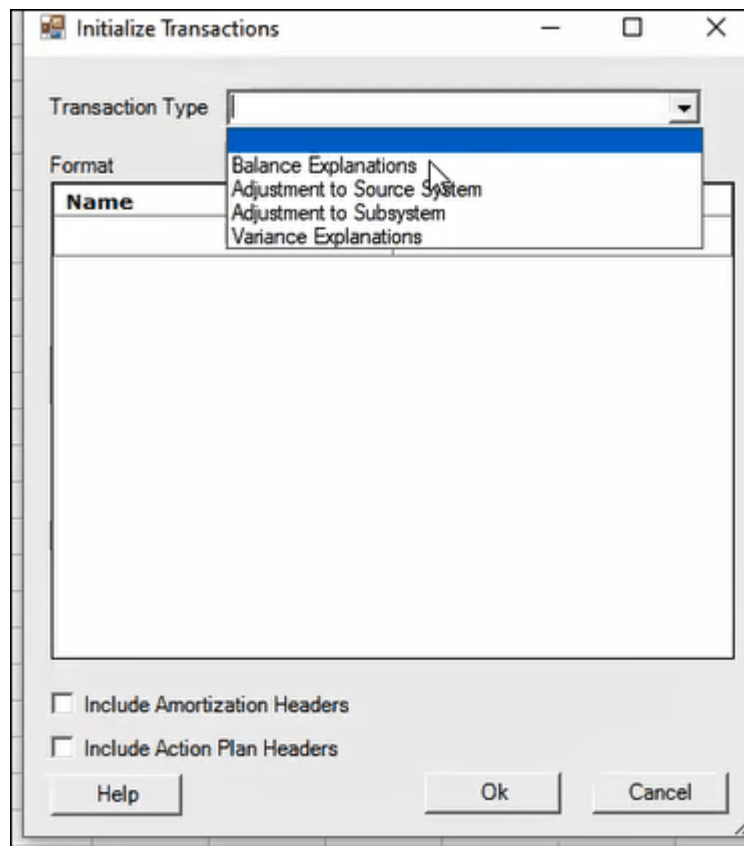 Initialize Transactions
Transaction Type
Format
Balance Explanations
Adjustment to Source System
Adjustment to Subsystem
Variance Explanations
Name
Include Amortization Headers
Include Action Plan Headers
Help
Ok
Cancel